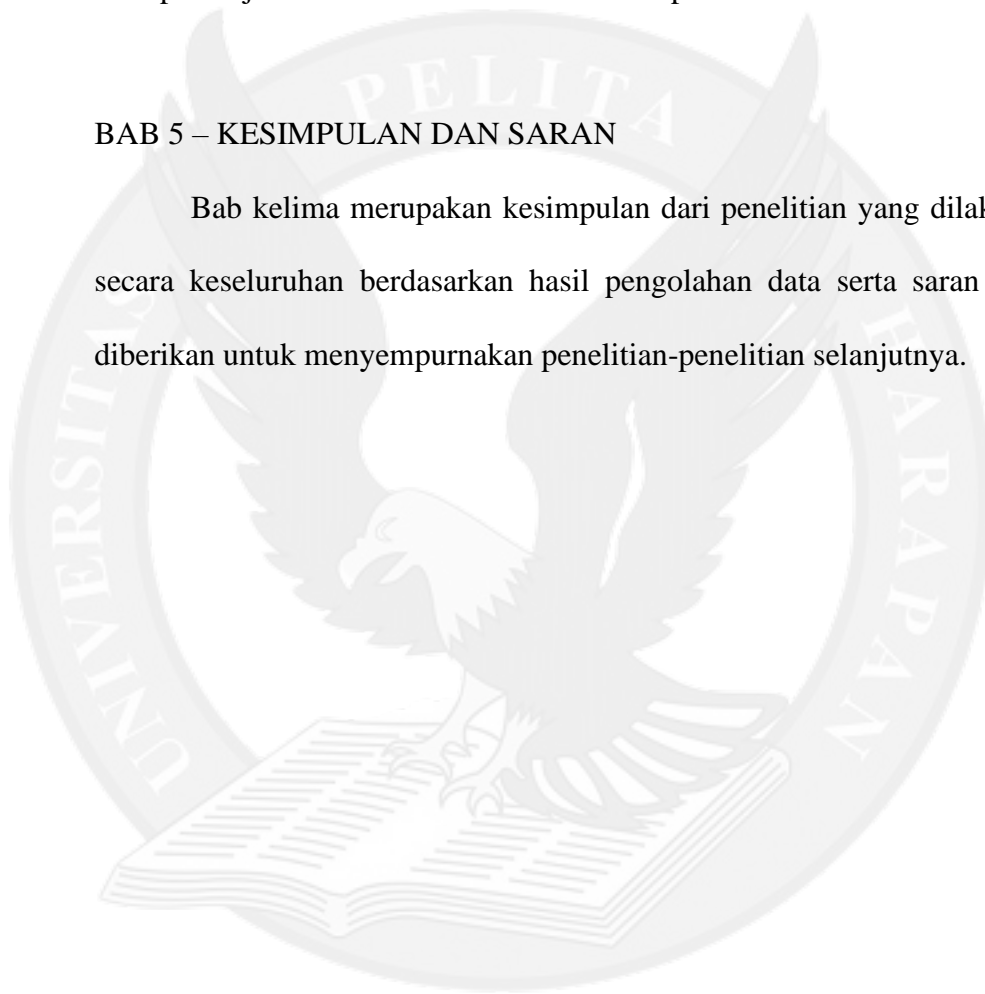 BAB 5 – KESIMPULAN DAN SARAN
Bab kelima merupakan kesimpulan dari penelitian yang
secara keseluruhan berdasarkan hasil pengolahan data serta saran
diberikan untuk menyempurnakan penelitian-penelitian selanjutnya.
UNIVERSITAS PELITA HARAPAN